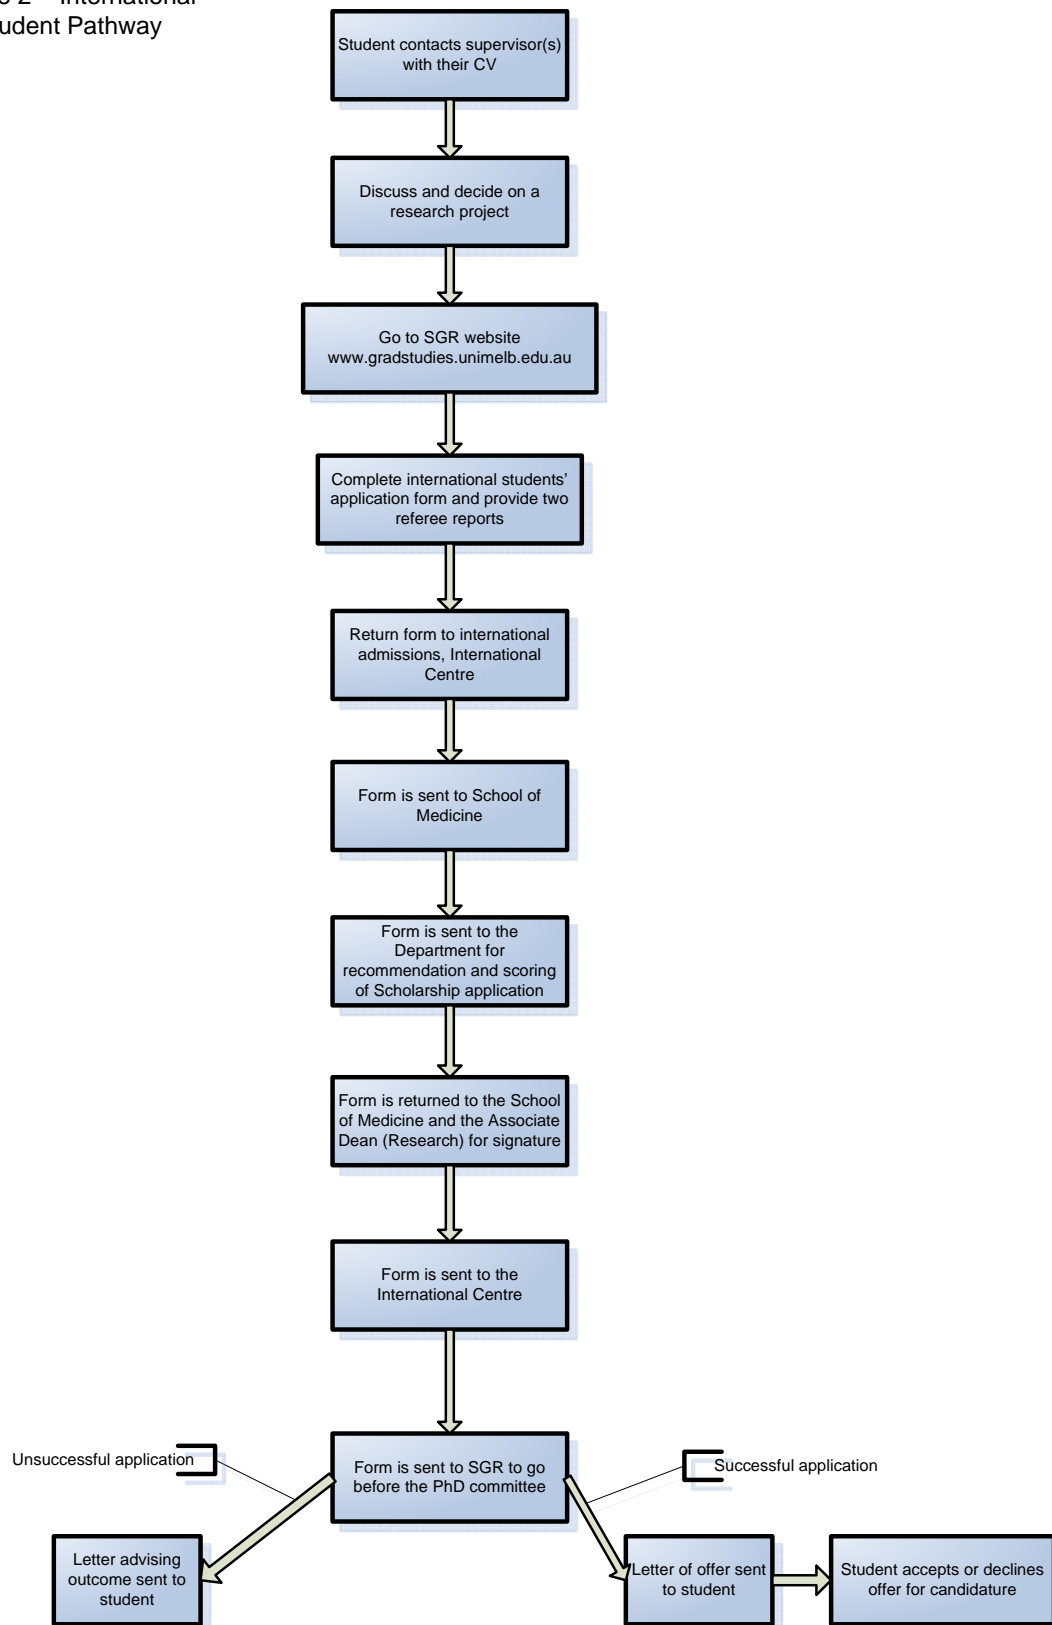 International
Student Pathway
Student contacts supervisor(s)
with their CV
Discuss and decide on a
research project
Go to SGR website
www.gradstudies.unimelb.edu.au
Complete international students’
application form and provide two
referee reports
Return form to international
admissions, International
Centre
Form is sent to School of
Medicine
Form is sent to the
Department for
recommendation and scoring
of Scholarship application
Form is returned to the School
of Medicine and the Associate
Dean (Research) for signature
Form is sent to the
International Centre
Form is sent to SGR to go
before the PhD committee
Unsuccessful application
Successful application
Letter advising
outcome sent to
student
Letter of offer sent
to student
Student accepts or declines
offer for candidature